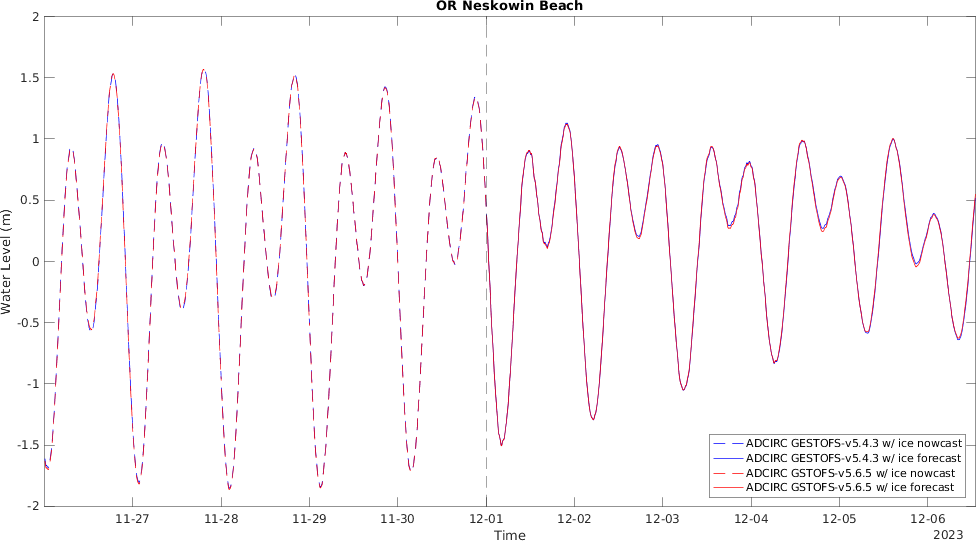 OR Neskowin Beach
Water Level (m)
2
1.5
1
0.5
0
-0.5
-1
-1.5
-2
ADCIRC GESTOFS-v5.4.3 w/ ice nowcast
ADCIRC GESTOFS-v5.4.3 w/ ice forecast
ADCIRC GSTOFS-v5.6.5 w/ ice nowcast
ADCIRC GSTOFS-v5.6.5 w/ ice forecast
11-27 11-28 11-29 11-30 12-01 12-02 12-03 12-04 12-05 12-06
Time
2023